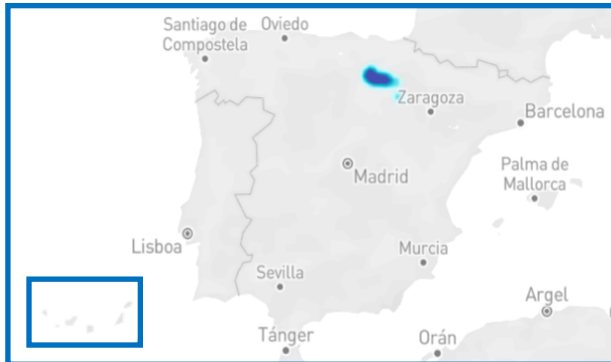 Santiago de
Compostela
Oviedo
Zaragoza
Barcelona
Madrid
Palma de
Mallorca
Lisboa
Murcia
Sevilla
Argel
Tánger
Orán